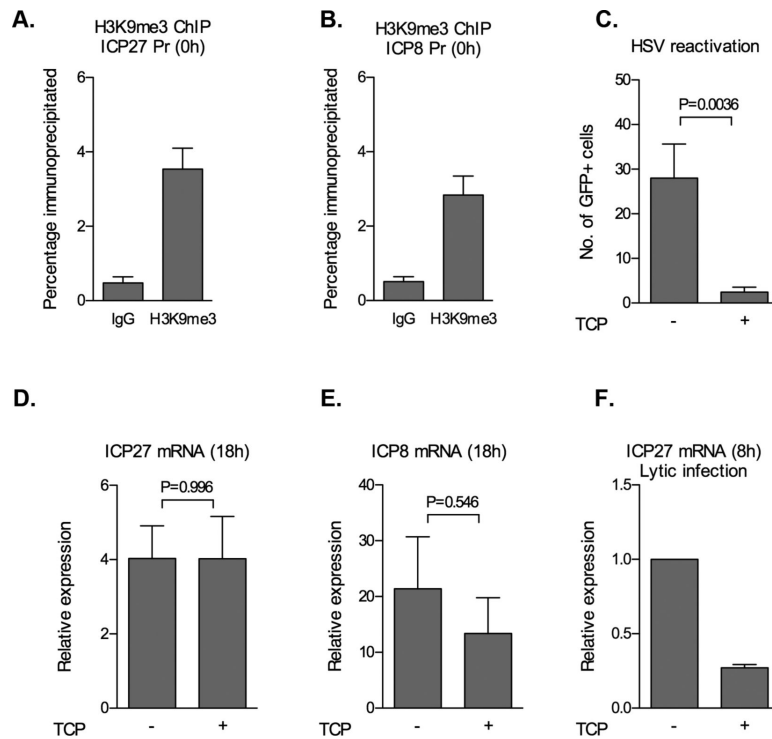 A.
H3K9me3 ChIP
ICP27 Pr (0h)
Percentage immunoprecipitated
6
4
2
0
IgG H3K9me3
B.
H3K9me3 ChIP
ICP8 Pr (0h)
Percentage immunoprecipitated
6
4
2
0
IgG H3K9me3
C.
HSV reactivation
No. of GFP+ cells
50
40
30
20
10
0
P=0.0036
TCP - +
D.
ICP27 mRNA (18h)
Relative expression
6
4
2
0
P=0.996
TCP - +
E.
ICP8 mRNA (18h)
Relative expression
40
30
20
10
0
P=0.546
TCP - +
F.
ICP27 mRNA (8h)
Lytic infection
Relative expression
1.5
1.0
0.5
0.0
TCP - +